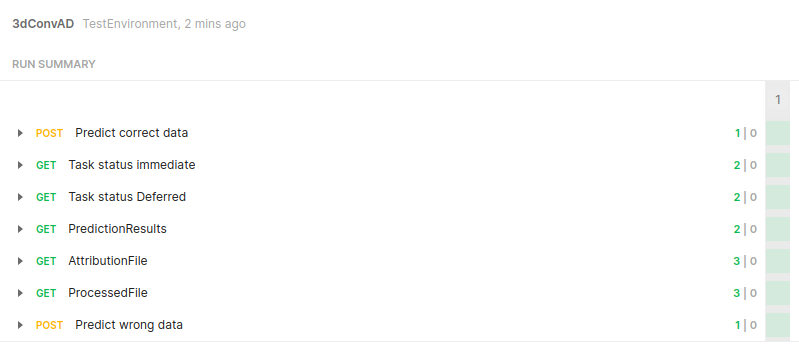 3dConvAD TestEnvironment, 2 mins ago
RUN SUMMARY
1
POST Predict correct data 1 | 0
GET Task status immediate 2 | 0
GET Task status Deferred 2 | 0
GET PredictionResults 2 | 0
GET AttributionFile 3 | 0
GET ProcessedFile 3 | 0
POST Predict wrong data 1 | 0